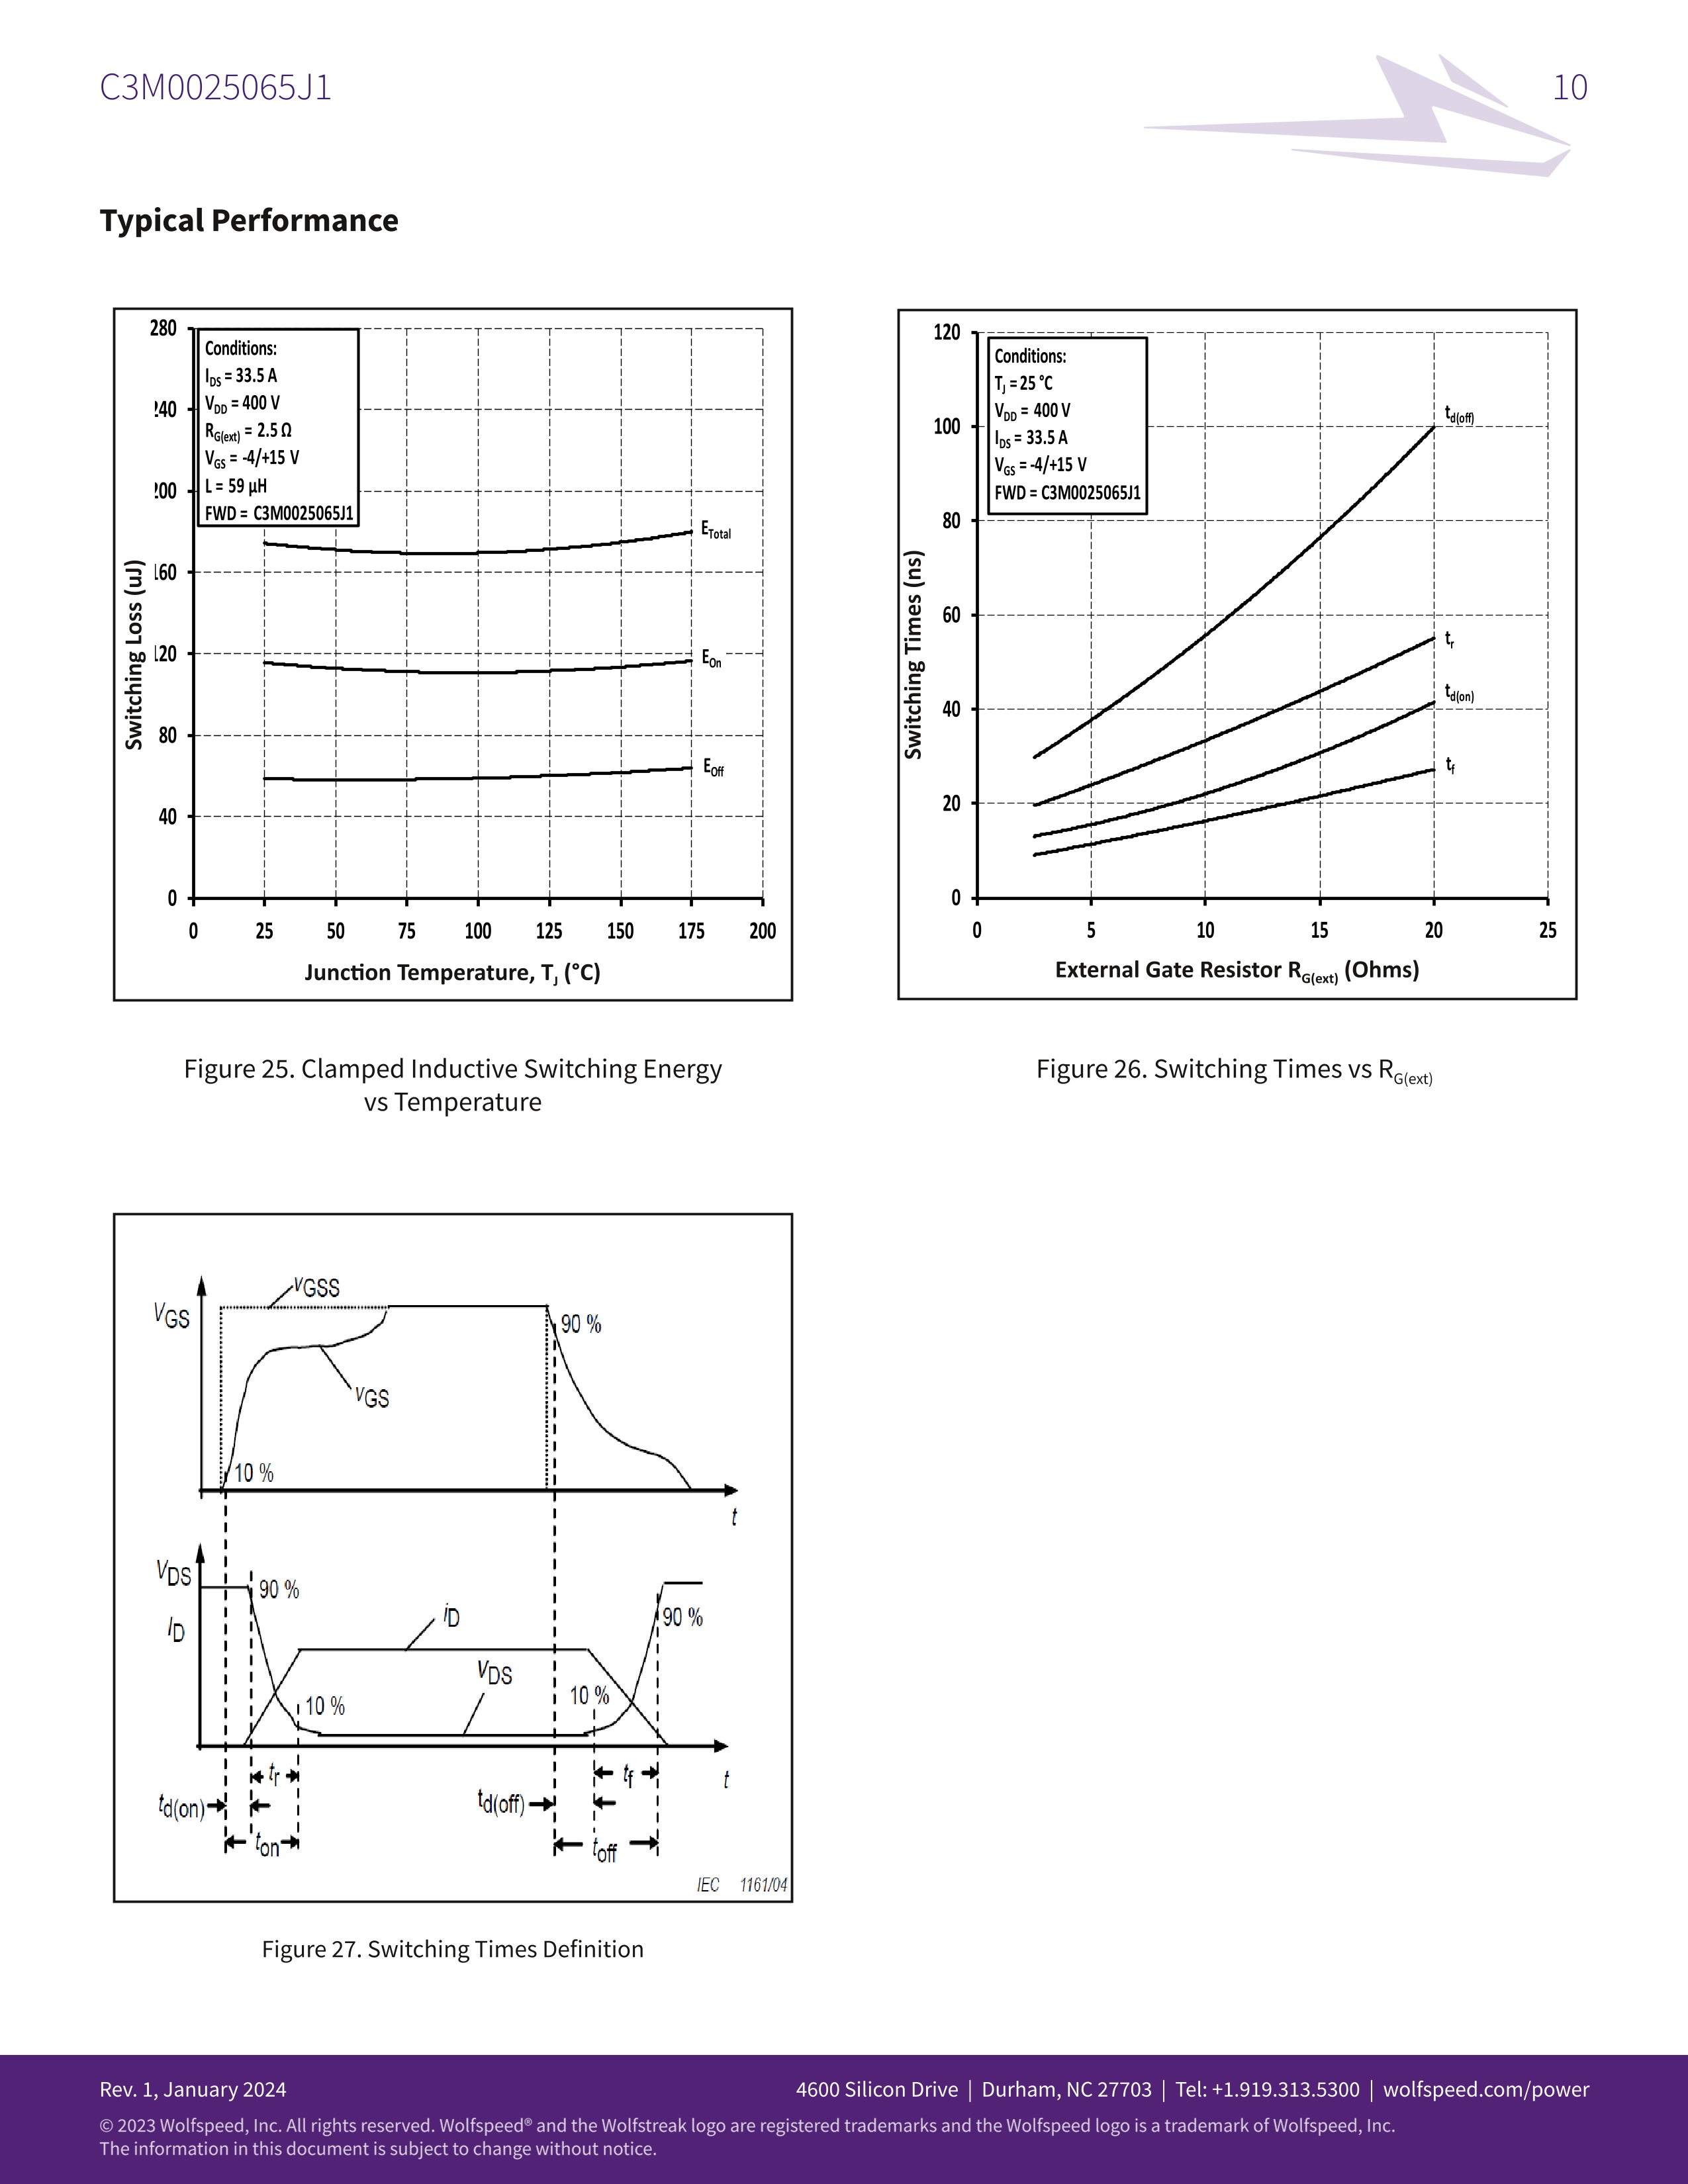 C3M0025065J1
10
Typical Performance
280
240
200
160
120
80
40
0
Switching Loss (uJ)
Conditions:
IDS = 33.5 A
VDD = 400 V
RG(ext) = 2.5 Ω
VGS = -4/+15 V
L = 59 μH
FWD = C3M0025065J1
ETotal
EOn
EOff
0 25 50 75 100 125 150 175 200
Junction Temperature, TJ (°C)
Figure 25. Clamped Inductive Switching Energy
vs Temperature
120
100
80
60
40
20
0
Switching Times (ns)
Conditions:
TJ = 25 °C
VDD = 400 V
IDS = 33.5 A
VGS = -4/+15 V
FWD = C3M0025065J1
td(off)
tr
td(on)
tf
0 5 10 15 20 25
External Gate Resistor RG(ext) (Ohms)
Figure 26. Switching Times vs RG(ext)
VGS
vGSS
90 %
vGS
10 %
t
VDS
90 %
ID
iD
90 %
VDS
10 %
10 %
tr
tf
t
td(on)
td(off)
ton
toff
IEC 1161/04
Figure 27. Switching Times Definition
Rev. 1, January 2024
4600 Silicon Drive | Durham, NC 27703 | Tel: +1.919.313.5300 | wolfspeed.com/power
© 2023 Wolfspeed, Inc. All rights reserved. Wolfspeed® and the Wolfstreak logo are registered trademarks and the Wolfspeed logo is a trademark of Wolfspeed, Inc.
The information in this document is subject to change without notice.